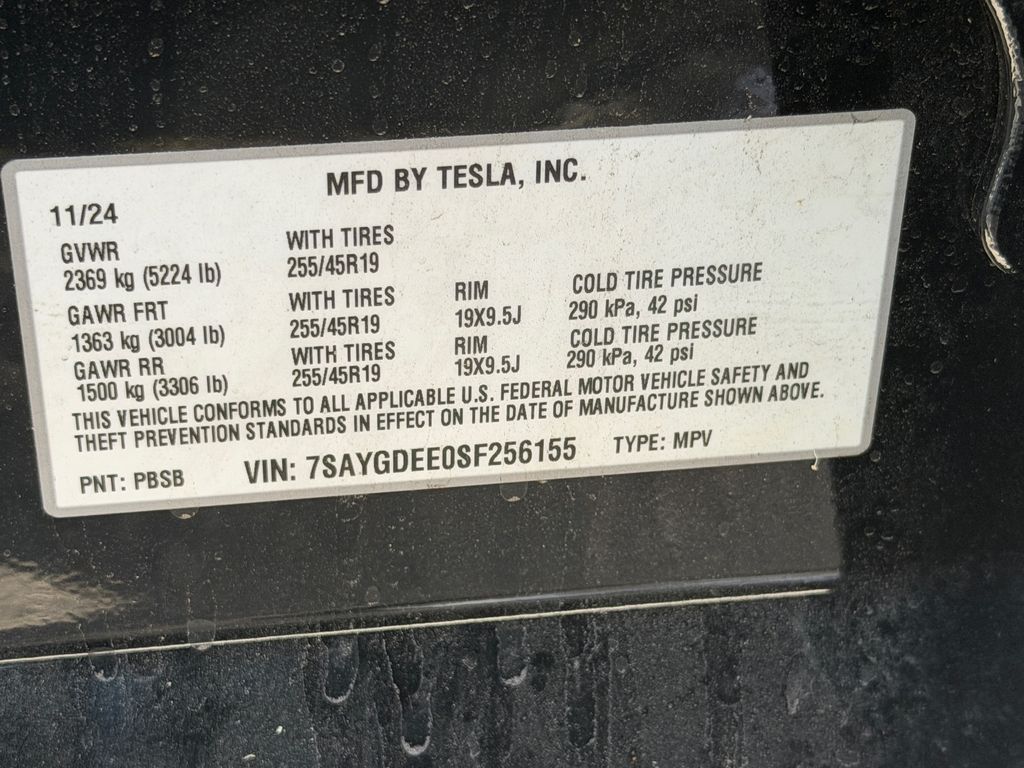 MFD BY TESLA, INC.
11/24
GVWR WITH TIRES
2369 kg (5224 lb) 255/45R19
GAWR FRT WITH TIRES RIM COLD TIRE PRESSURE
1363 kg (3004 lb) 255/45R19 19X9.5J 290 kPa, 42 psi
GAWR RR WITH TIRES RIM COLD TIRE PRESSURE
1500 kg (3306 lb) 255/45R19 19X9.5J 290 kPa, 42 psi
THIS VEHICLE CONFORMS TO ALL APPLICABLE U.S. FEDERAL MOTOR VEHICLE SAFETY AND
THEFT PREVENTION STANDARDS IN EFFECT ON THE DATE OF MANUFACTURE SHOWN ABOVE.
PNT: PBSB VIN: 7SAYGDEE0SF256155 TYPE: MPV